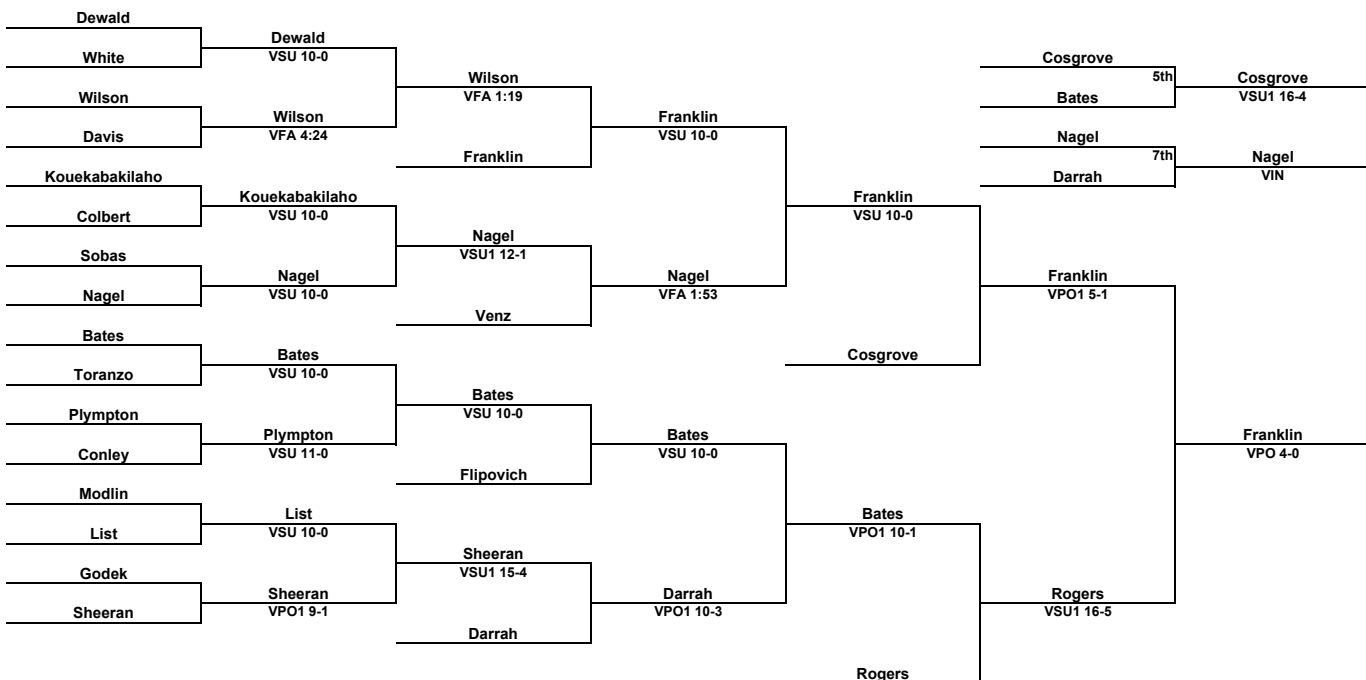 Dewald
White
Wilson
Davis
Kouekabakilaho
Colbert
Sobas
Nagel
Bates
Toranzo
Plympton
Conley
Modlin
List
Godek
Sheeran
Dewald
VSU 10-0
Wilson
VFA 4:24
Kouekabakilaho
VSU 10-0
Nagel
VSU 10-0
Bates
VSU 10-0
Plympton
VSU 11-0
List
VSU 10-0
Sheeran
VPO1 9-1
Wilson
VFA 1:19
Franklin
Nagel
VSU1 12-1
Venz
Bates
VSU 10-0
Flipovich
Sheeran
VSU1 15-4
Darrah
Franklin
VSU 10-0
Nagel
VFA 1:53
Bates
VSU 10-0
Darrah
VPO1 10-3
Franklin
VSU 10-0
Cosgrove
Bates
VPO1 10-1
Rogers
Cosgrove
5th
Bates
Nagel
7th
Darrah
Franklin
VPO1 5-1
Rogers
VSU1 16-5
Cosgrove
VSU1 16-4
Nagel
VIN
Franklin
VPO 4-0